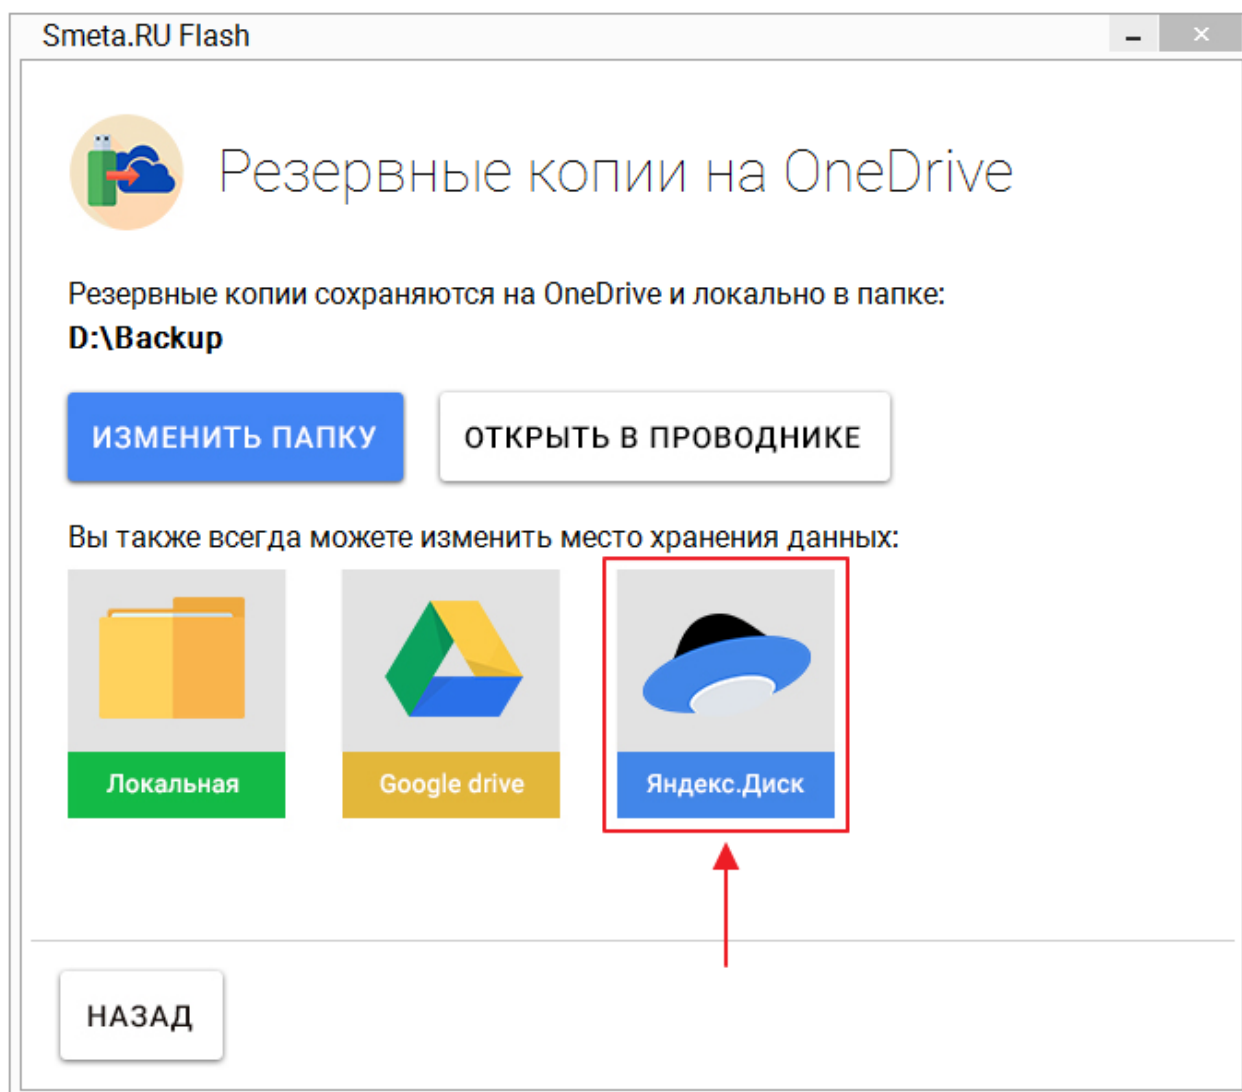 Smeta.RU Flash
Резервные копии на OneDrive
Резервные копии сохраняются на OneDrive и локально в папке:
D:\Backup
ИЗМЕНИТЬ ПАПКУ ОТКРЫТЬ В ПРОВОДНИКЕ
Вы также всегда можете изменить место хранения данных:
Локальная Google drive Яндекс.Диск
НАЗАД